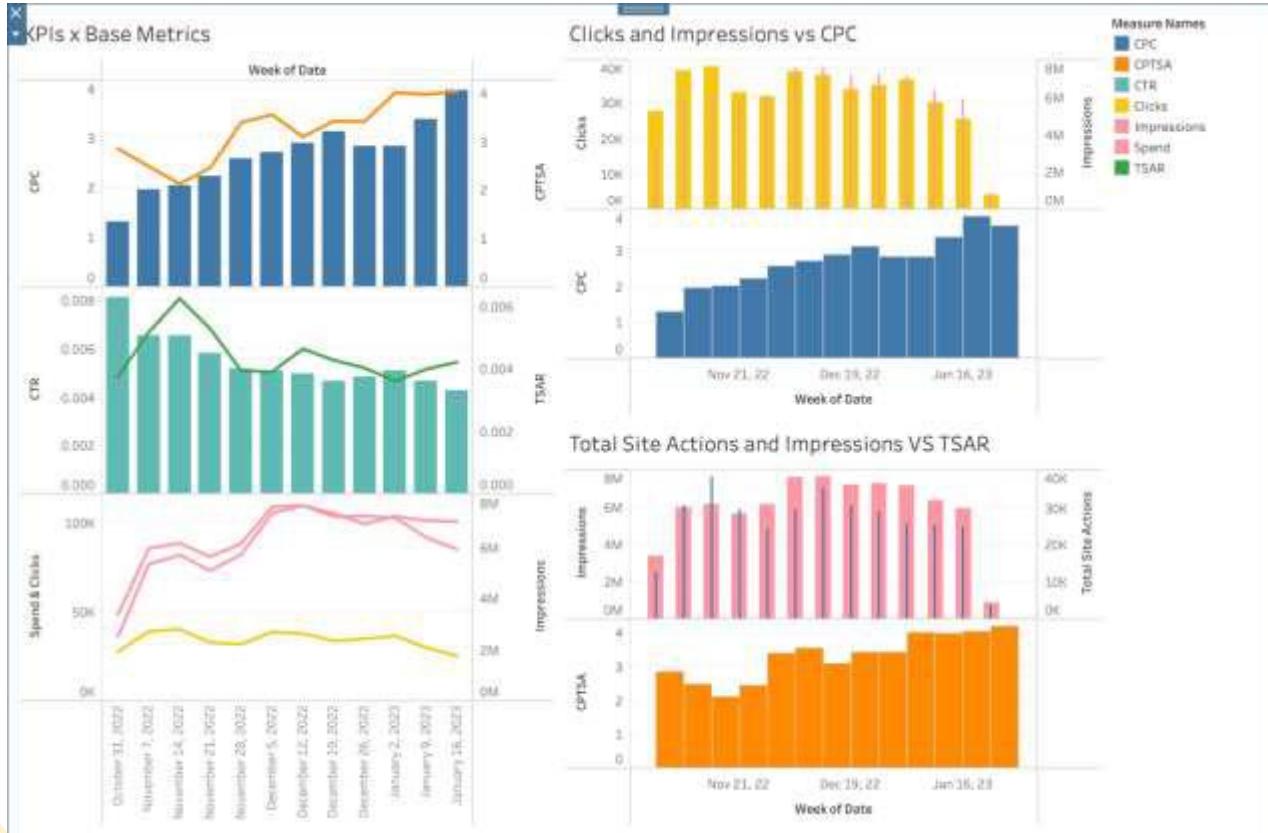 KPIs x Base Metrics
Week of Date
CPC
4
3
2
1
0
CPTSA
4
3
2
1
0
CTR
0.008
0.006
0.004
0.002
0.000
TSAR
0.006
0.004
0.002
0.000
Spend & Clicks
100K
50K
0K
Impressions
8M
6M
4M
2M
0M
October 31, 2022
November 7, 2022
November 14, 2022
November 21, 2022
November 28, 2022
December 5, 2022
December 12, 2022
December 19, 2022
December 26, 2022
January 2, 2023
January 9, 2023
January 16, 2023
Clicks and Impressions vs CPC
Clicks
40K
30K
20K
10K
0K
Impressions
8M
6M
4M
2M
0M
CPC
4
3
2
1
0
Nov 21, 22
Dec 19, 22
Jan 16, 23
Week of Date
Total Site Actions and Impressions VS TSAR
Impressions
8M
6M
4M
2M
0M
Total Site Actions
40K
30K
20K
10K
0K
CPTSA
4
3
2
1
0
Nov 21, 22
Dec 19, 22
Jan 16, 23
Week of Date
Measure Names
CPC
CPTSA
CTR
Clicks
Impressions
Spend
TSAR